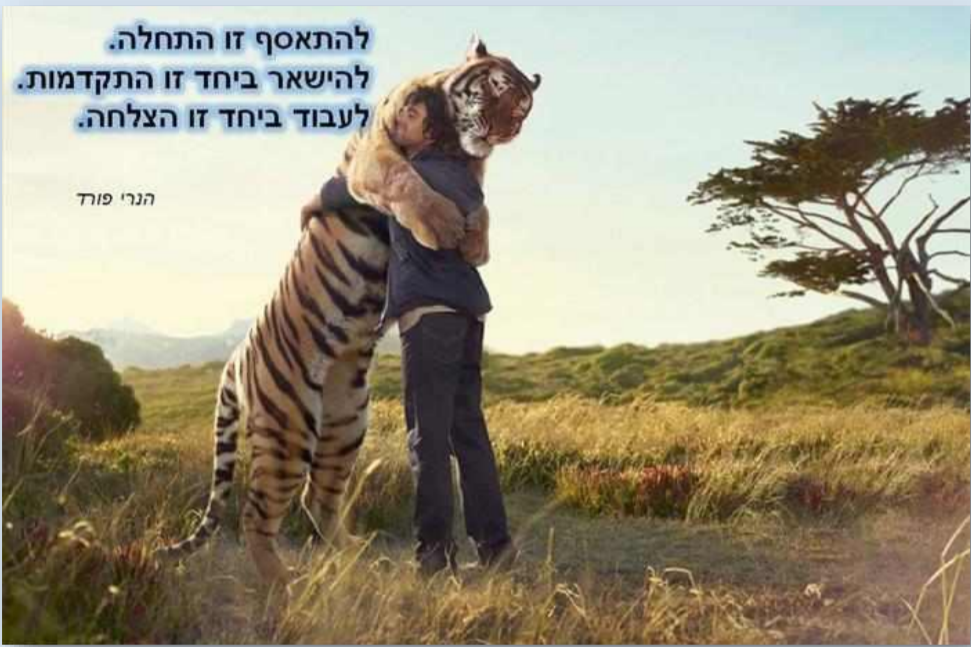 להתאסף זו התחלה.
להישאר ביחד זו התקדמות.
לעבוד ביחד זו הצלחה.
הנרי פורד